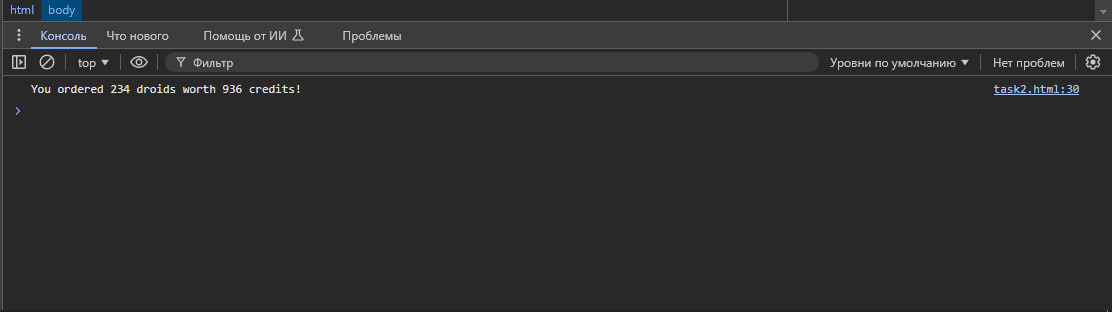 html body
Консоль Что нового Помощь от ИИ Проблемы
top Фильтр Уровни по умолчанию Нет проблем
You ordered 234 droids worth 936 credits! task2.html:30
>